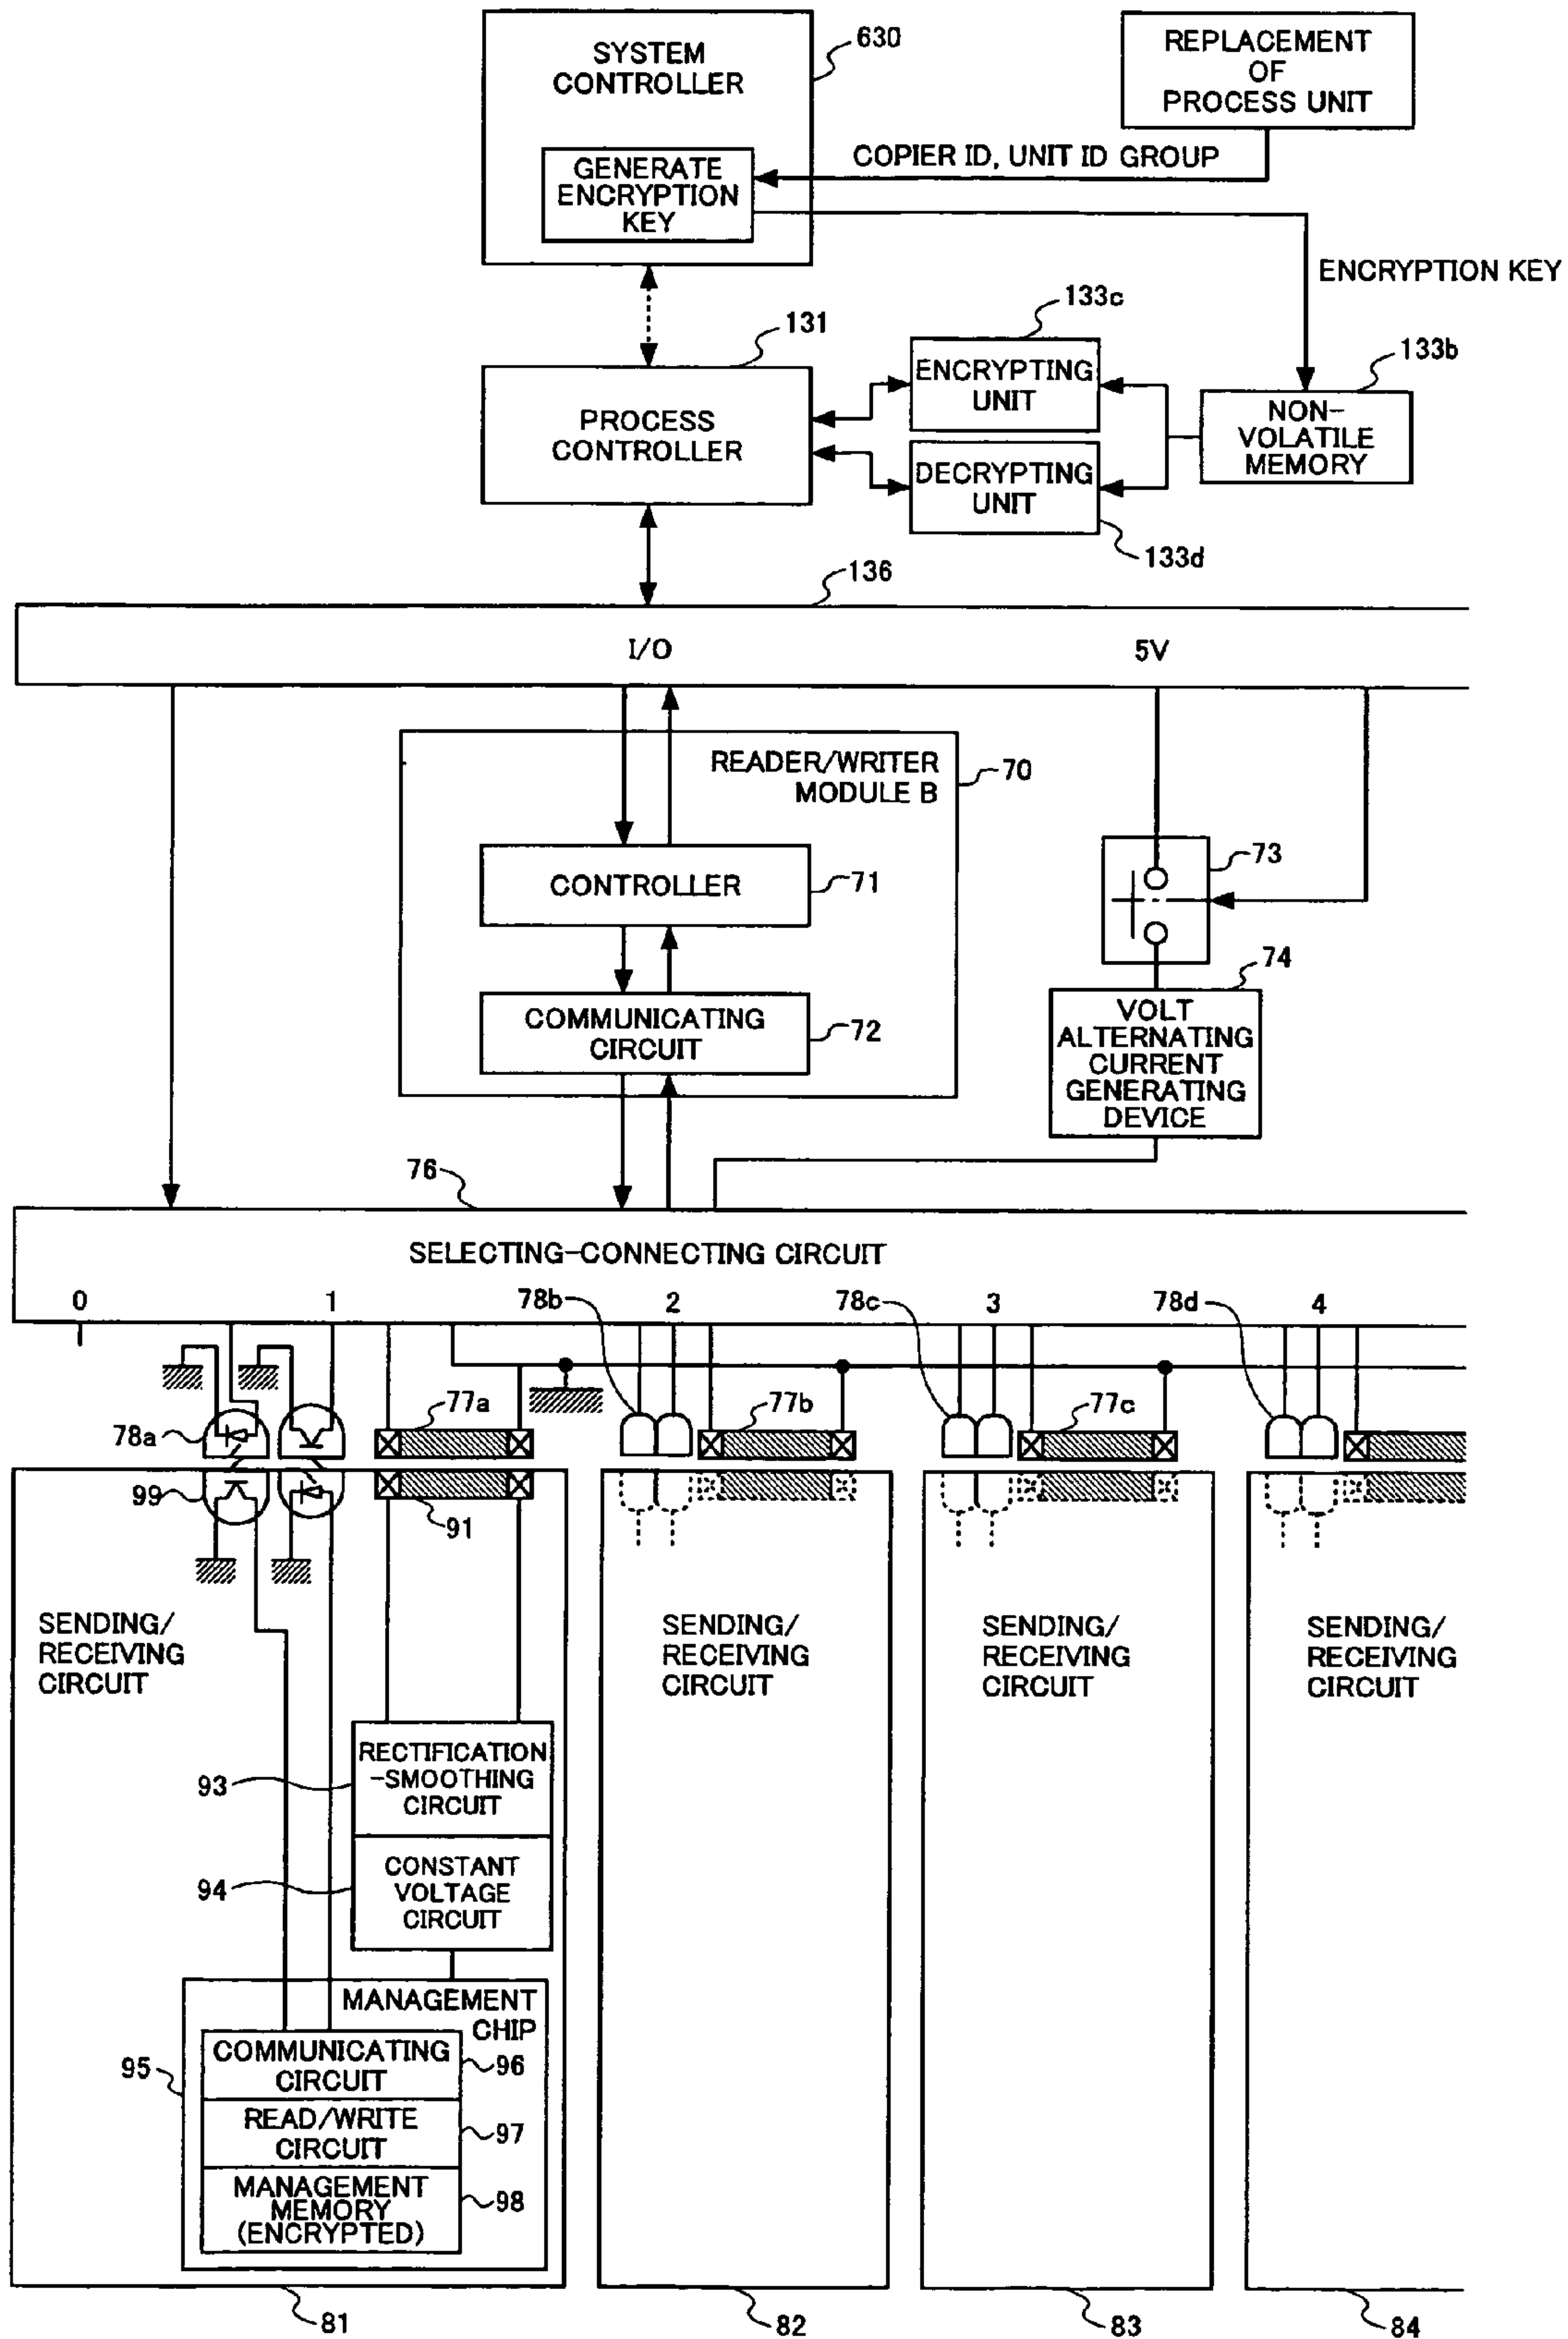 SYSTEM
CONTROLLER
630
REPLACEMENT
OF
PROCESS UNIT
GENERATE
ENCRYPTION
KEY
COPIER ID, UNIT ID GROUP
ENCRYPTION KEY
131
133c
133b
PROCESS
CONTROLLER
ENCRYPTING
UNIT
NON-
VOLATILE
MEMORY
DECRYPTING
UNIT
133d
136
I/O
5V
READER/WRITER
MODULE B
70
CONTROLLER
71
73
COMMUNICATING
CIRCUIT
72
74
VOLT
ALTERNATING
CURRENT
GENERATING
DEVICE
76
SELECTING-CONNECTING CIRCUIT
0
1
78b
2
78c
3
78d
4
78a
77a
77b
77c
99
91
SENDING/
RECEIVING
CIRCUIT
SENDING/
RECEIVING
CIRCUIT
SENDING/
RECEIVING
CIRCUIT
SENDING/
RECEIVING
CIRCUIT
93
RECTIFICATION
-SMOOTHING
CIRCUIT
94
CONSTANT
VOLTAGE
CIRCUIT
MANAGEMENT
CHIP
95
COMMUNICATING
CIRCUIT
96
READ/WRITE
CIRCUIT
97
MANAGEMENT
MEMORY
(ENCRYPTED)
98
81
82
83
84